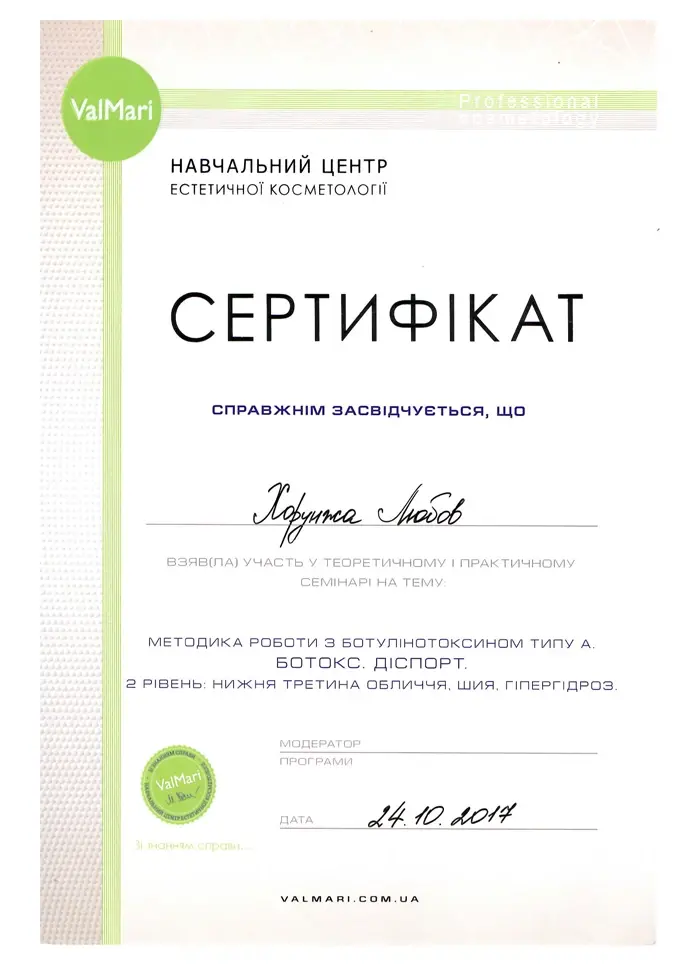 ValMari
Professional
cosmetology
НАВЧАЛЬНИЙ ЦЕНТР
ЕСТЕТИЧНОЇ КОСМЕТОЛОГІЇ
СЕРТИФІКАТ
СПРАВЖНІМ ЗАСВІДЧУЄТЬСЯ, ЩО
Хорунжа Любов
ВЗЯВ(ЛА) УЧАСТЬ У ТЕОРЕТИЧНОМУ І ПРАКТИЧНОМУ
СЕМІНАРІ НА ТЕМУ:
МЕТОДИКА РОБОТИ З БОТУЛІНОТОКСИНОМ ТИПУ А.
БОТОКС. ДІСПОРТ.
2 РІВЕНЬ: НИЖНЯ ТРЕТИНА ОБЛИЧЧЯ, ШИЯ, ГІПЕРГІДРОЗ.
МОДЕРАТОР
ПРОГРАМИ
ValMari
ДАТА 24.10.2017
Зі знанням справи...
VALMARI.COM.UA